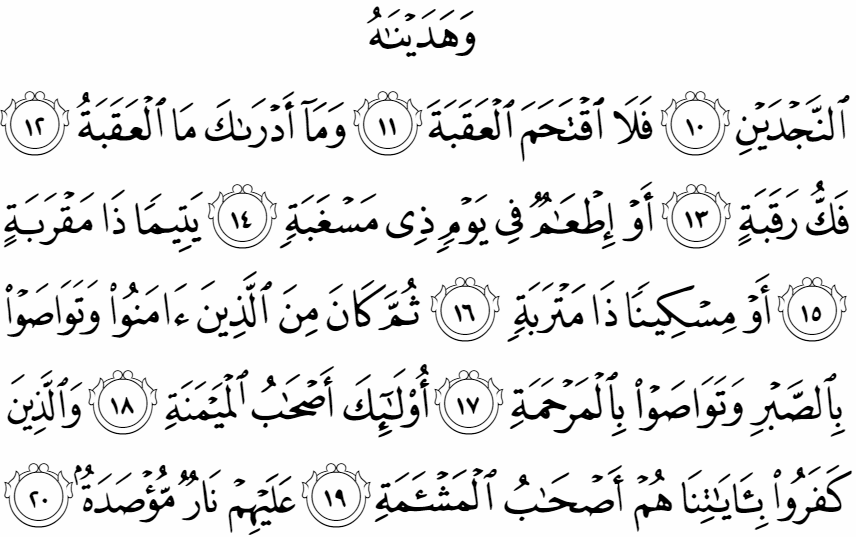 وَهَدَيْنَٰهُ
ٱلنَّجْدَيْنِ ١٠ فَلَا ٱقْتَحَمَ ٱلْعَقَبَةَ ١١ وَمَآ أَدْرَىٰكَ مَا ٱلْعَقَبَةُ ١٢
فَكُّ رَقَبَةٍ ١٣ أَوْ إِطْعَٰمٌ فِى يَوْمٍ ذِى مَسْغَبَةٍ ١٤ يَتِيمًا ذَا مَقْرَبَةٍ
١٥ أَوْ مِسْكِينًا ذَا مَتْرَبَةٍ ١٦ ثُمَّ كَانَ مِنَ ٱلَّذِينَ ءَامَنُوا۟ وَتَوَاصَوْا۟
بِٱلصَّبْرِ وَتَوَاصَوْا۟ بِٱلْمَرْحَمَةِ ١٧ أُو۟لَٰٓئِكَ أَصْحَٰبُ ٱلْمَيْمَنَةِ ١٨ وَٱلَّذِينَ
كَفَرُوا۟ بِـَٔايَٰتِنَا هُمْ أَصْحَٰبُ ٱلْمَشْـَٔمَةِ ١٩ عَلَيْهِمْ نَارٌ مُّؤْصَدَةٌۢ ٢٠